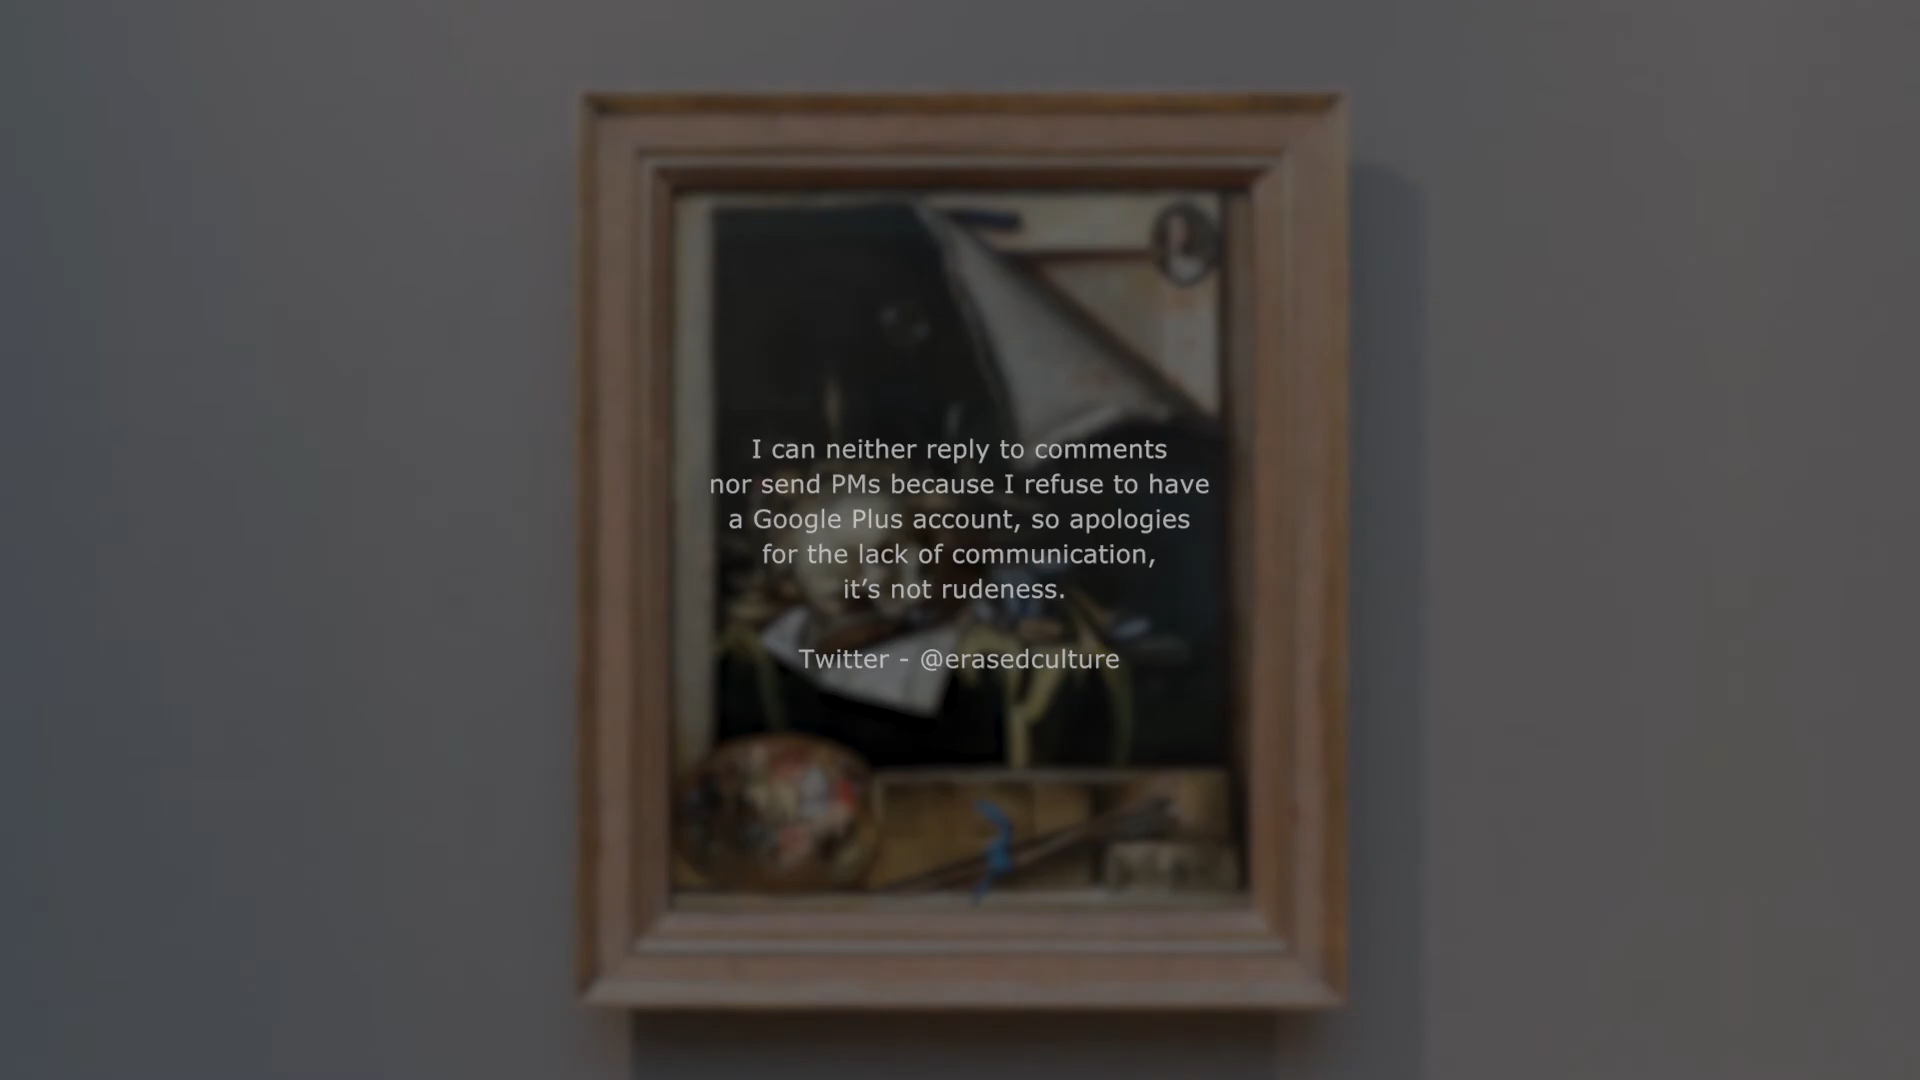 I can neither reply to comments
nor send PMs because I refuse to have
a Google Plus account, so apologies
for the lack of communication,
it’s not rudeness.
Twitter - @erasedculture